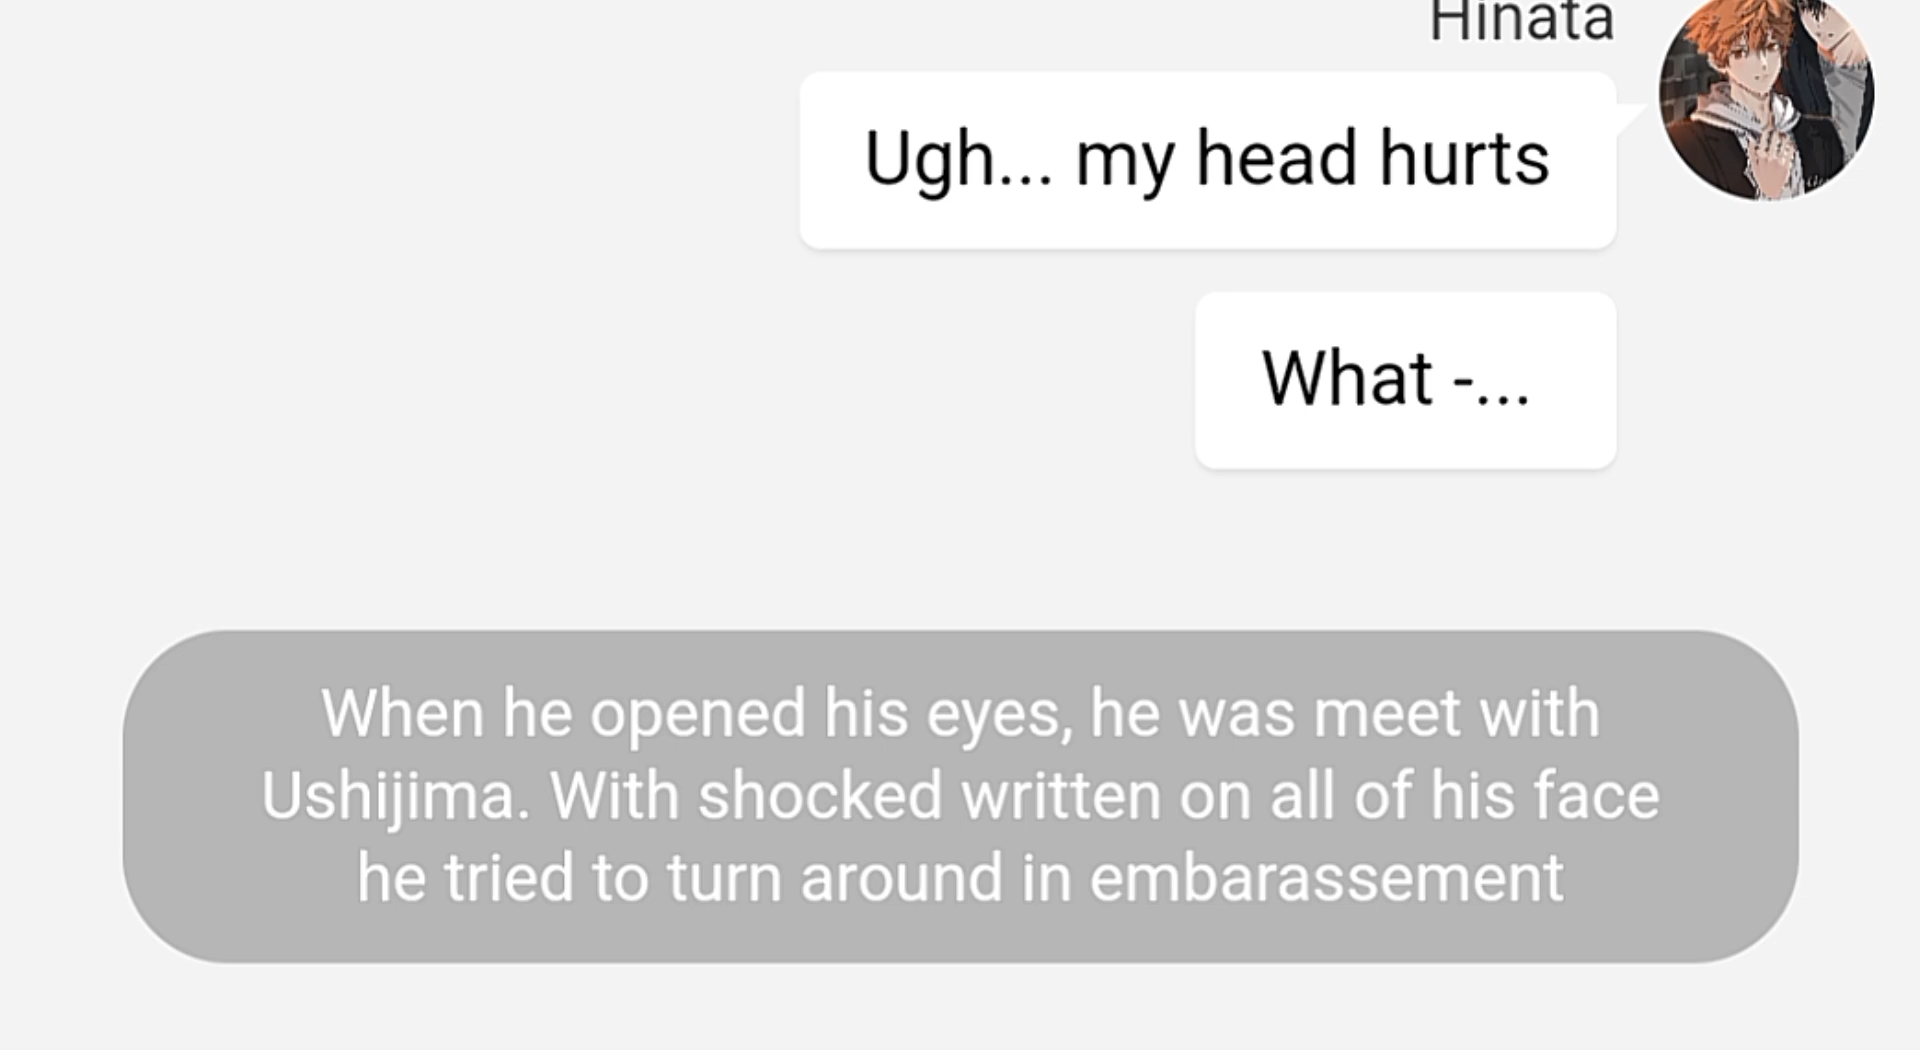 Hinata
Ugh... my head hurts
What -...
When he opened his eyes, he was meet with
Ushijima. With shocked written on all of his face
he tried to turn around in embarassement